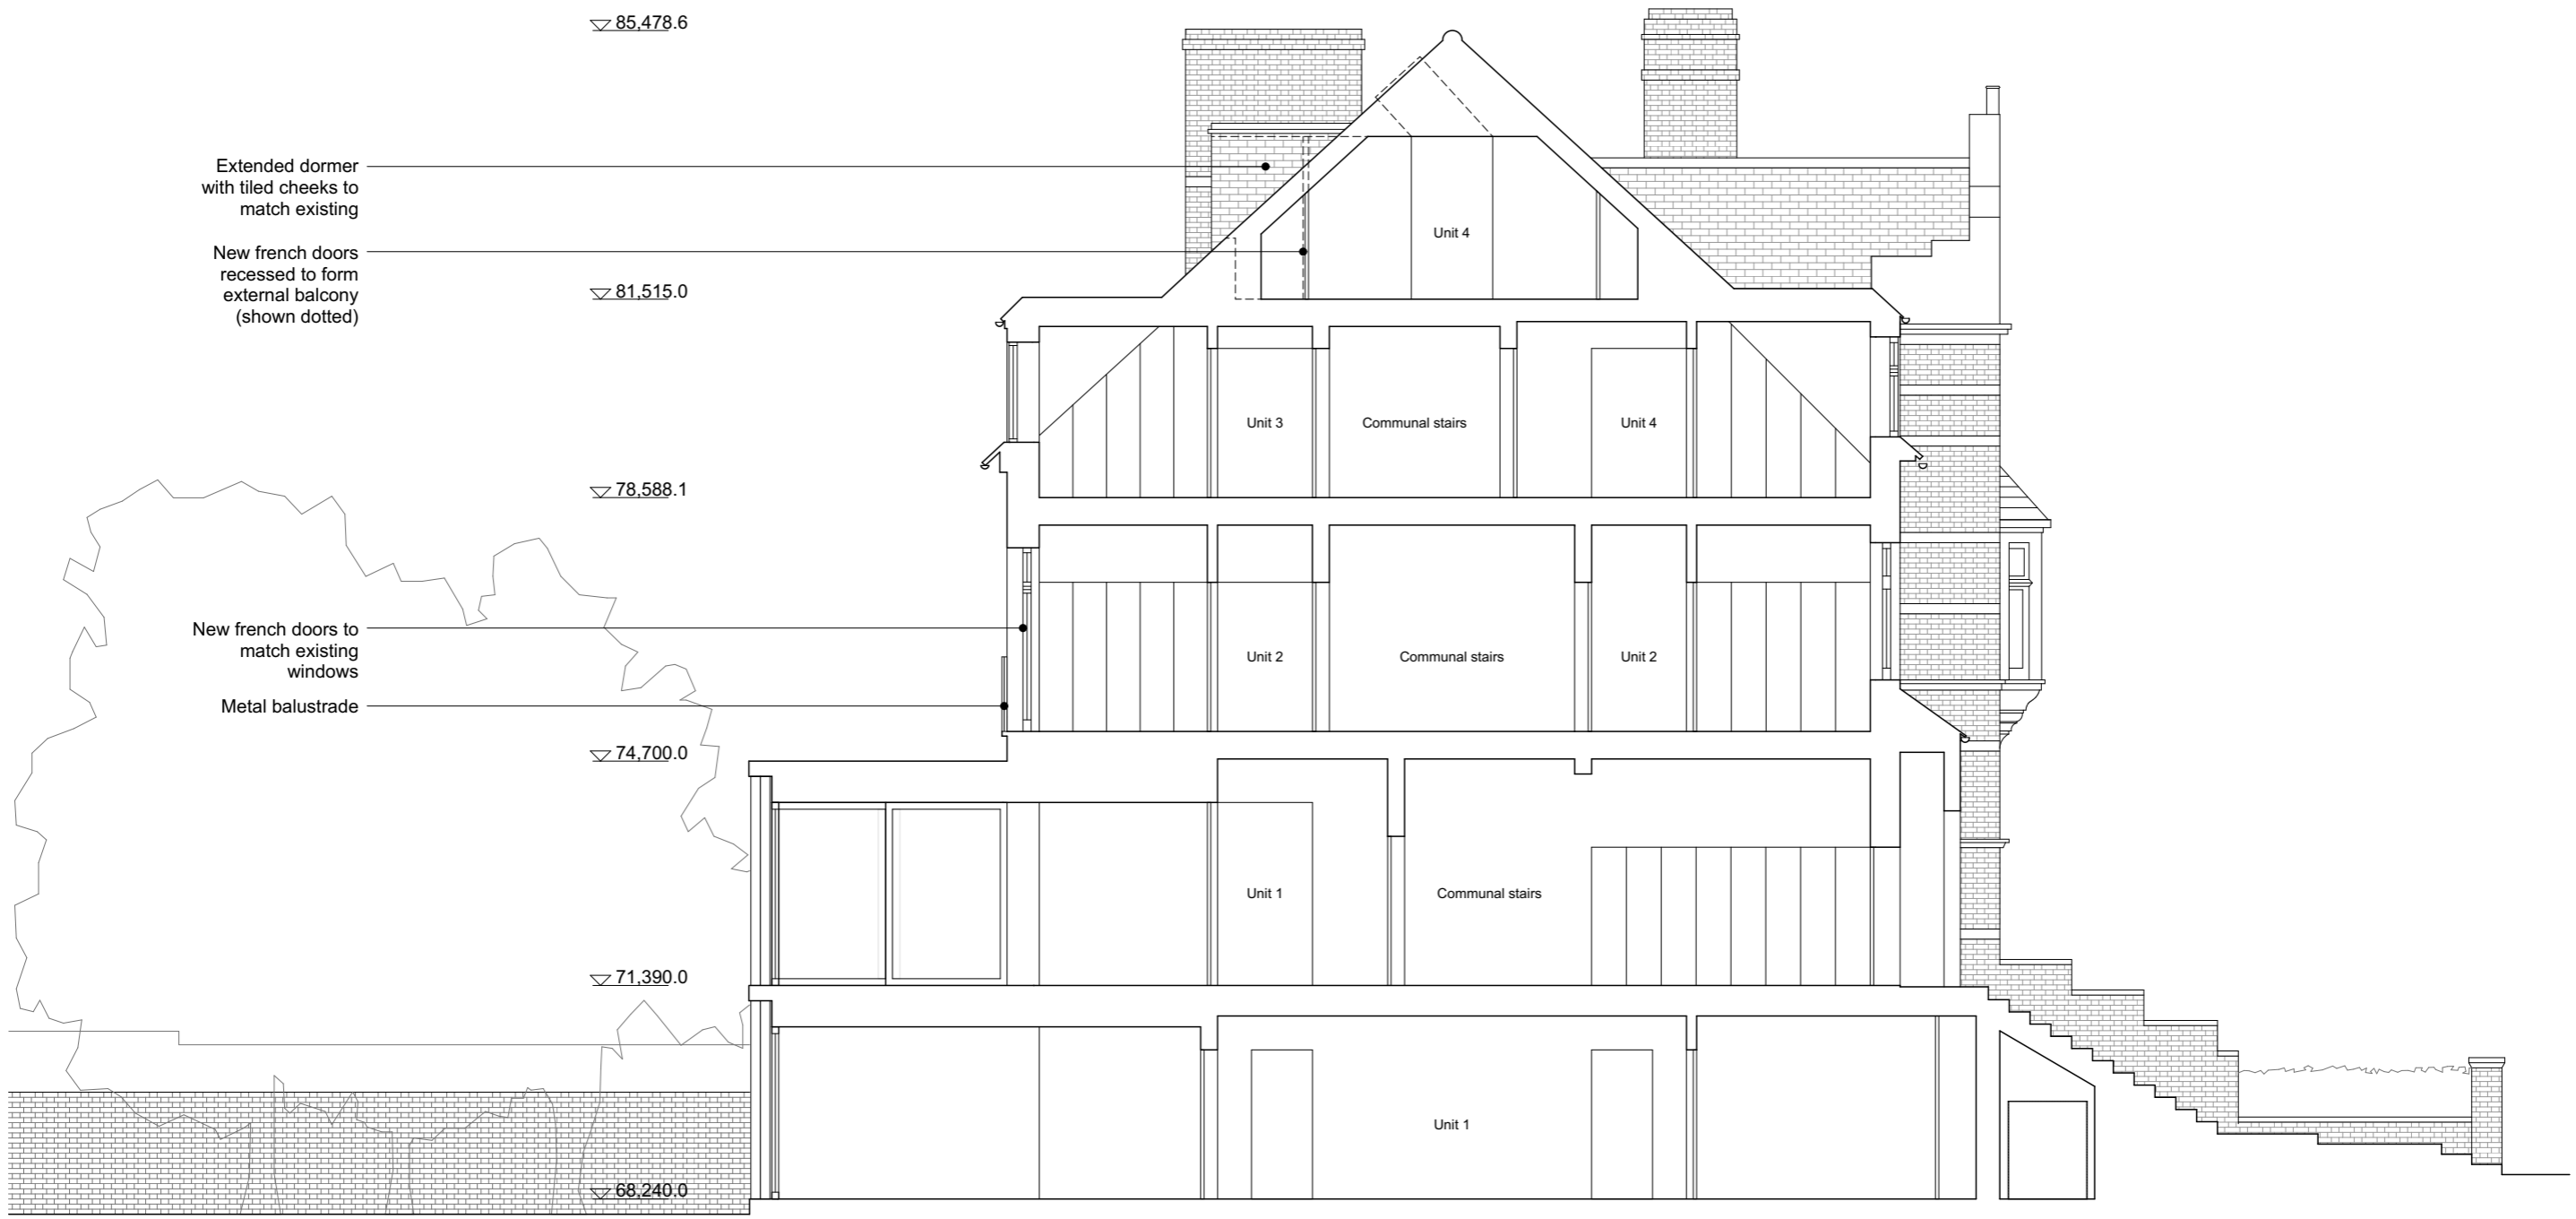 85,478.6
Extended dormer
with tiled cheeks to
match existing
Unit 4
New french doors
recessed to form
external balcony
(shown dotted)
81,515.0
Unit 3
Communal stairs
Unit 4
78,588.1
New french doors to
match existing
windows
Unit 2
Communal stairs
Unit 2
Metal balustrade
74,700.0
Unit 1
Communal stairs
71,390.0
Unit 1
68,240.0